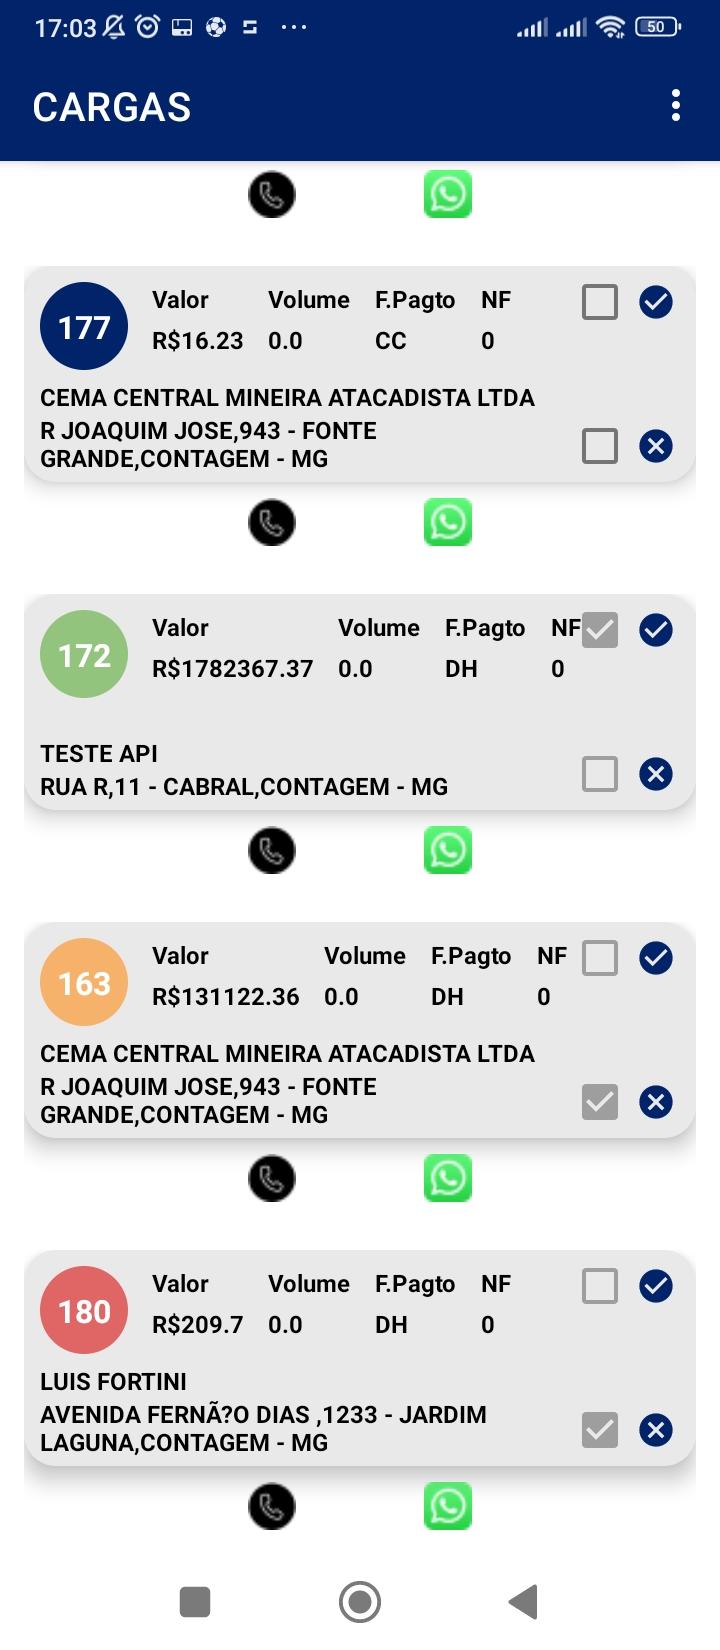 17:03
50
CARGAS
177
Valor Volume F.Pagto NF
R$16.23 0.0 CC 0
CEMA CENTRAL MINEIRA ATACADISTA LTDA
R JOAQUIM JOSE,943 - FONTE
GRANDE,CONTAGEM - MG
172
Valor Volume F.Pagto NF
R$1782367.37 0.0 DH 0
TESTE API
RUA R,11 - CABRAL,CONTAGEM - MG
163
Valor Volume F.Pagto NF
R$131122.36 0.0 DH 0
CEMA CENTRAL MINEIRA ATACADISTA LTDA
R JOAQUIM JOSE,943 - FONTE
GRANDE,CONTAGEM - MG
180
Valor Volume F.Pagto NF
R$209.7 0.0 DH 0
LUIS FORTINI
AVENIDA FERNÃ?O DIAS ,1233 - JARDIM
LAGUNA,CONTAGEM - MG